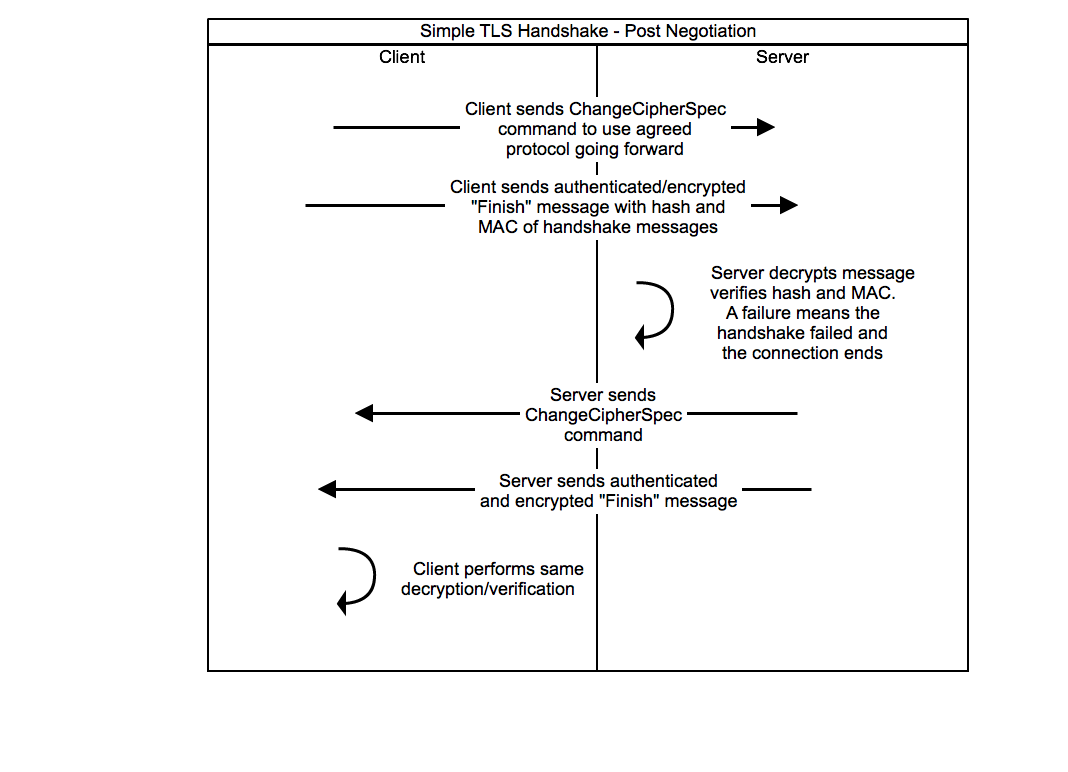 Simple TLS Handshake - Post Negotiation
Client
Server
Client sends ChangeCipherSpec
command to use agreed
protocol going forward
Client sends authenticated/encrypted
"Finish" message with hash and
MAC of handshake messages
Server decrypts message
verifies hash and MAC.
A failure means the
handshake failed and
the connection ends
Server sends
ChangeCipherSpec
command
Server sends authenticated
and encrypted "Finish" message
Client performs same
decryption/verification